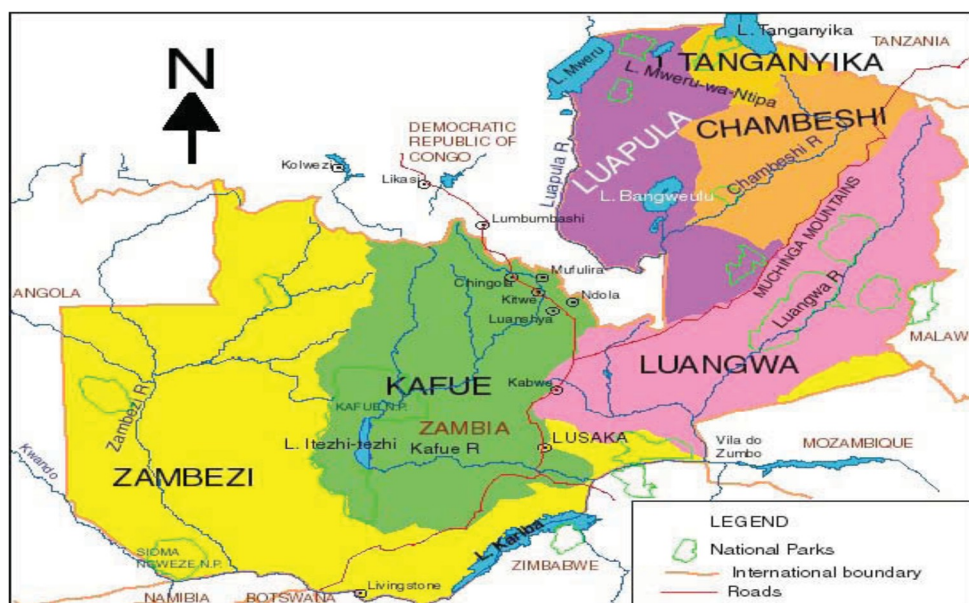 N
L. Tanganyika
TANZANIA
L. Mweru
TANGANYIKA
L. Mweru-wa-Ntipa
DEMOCRATIC
REPUBLIC OF
CONGO
LUAPULA
CHAMBESHI
Kolwezi
Likasi
Luapula R.
Chambeshi R
L. Bangweulu
Lumbumbashi
MUCHINGA MOUNTAINS
Mufulira
Chingola
Kitwe
Ndola
Luanshya
Luangwa R
ANGOLA
MALAW
LUANGWA
KAFUE
Kabwe
KAFUE N.P.
Zambezi R
ZAMBIA
L. Itezhi-tezhi
Kafue R
LUSAKA
Vila do
Zumbo
MOZAMBIQUE
Kwando
ZAMBEZI
L. Kariba
SIOMA
NGWEZE N.P.
ZIMBABWE
Livingstone
NAMIBIA
BOTSWANA
LEGEND
National Parks
International boundary
Roads